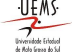 UEMS
Universidade Estadual
de Mato Grosso do Sul